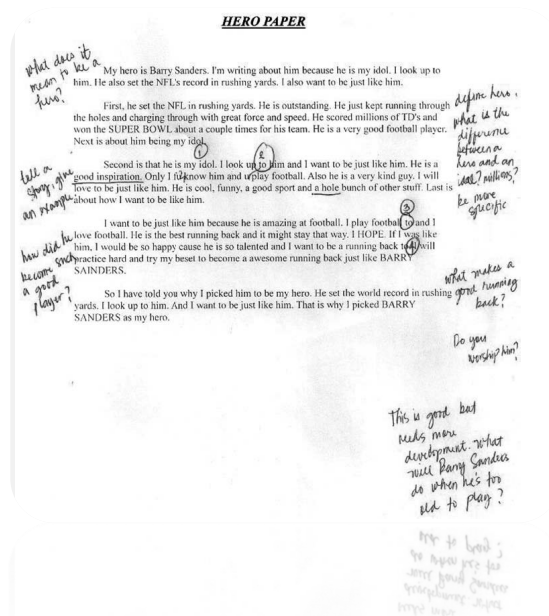 HERO PAPER
What does it
mean to be a
hero?
My hero is Barry Sanders. I'm writing about him because he is my idol. I look up to
him. He also set the NFL's record in rushing yards. I also want to be just like him.
First, he set the NFL in rushing yards. He is outstanding. He just kept running through
the holes and charging through with great force and speed. He scored millions of TD's and
won the SUPER BOWL about a couple times for his team. He is a very good football player.
Next is about him being my idol.
define hero.
what is the
difference
between a
hero and an
idol? millions?
be more
specific
1
2
Second is that he is my idol. I look up to him and I want to be just like him. He is a
good inspiration. Only I know him and play football. Also he is a very kind guy. I will
love to be just like him. He is cool, funny, a good sport and a hole bunch of other stuff. Last is
about how I want to be like him.
tell a
story, give
an example
3
I want to be just like him because he is amazing at football. I play football to and I
love football. He is the best running back and it might stay that way. I HOPE. If I was like
him, I would be so happy cause he is so talented and I want to be a running back to. I will
practice hard and try my beset to become a awesome running back just like BARRY
SAINDERS.
how did he
become such
a good
player?
So I have told you why I picked him to be my hero. He set the world record in rushing
yards. I look up to him. And I want to be just like him. That is why I picked BARRY
SANDERS as my hero.
what makes a
good running
back?
Do you
worship him?
This is good but
needs more
development. What
will Barry Sanders
do when he's too
old to play?